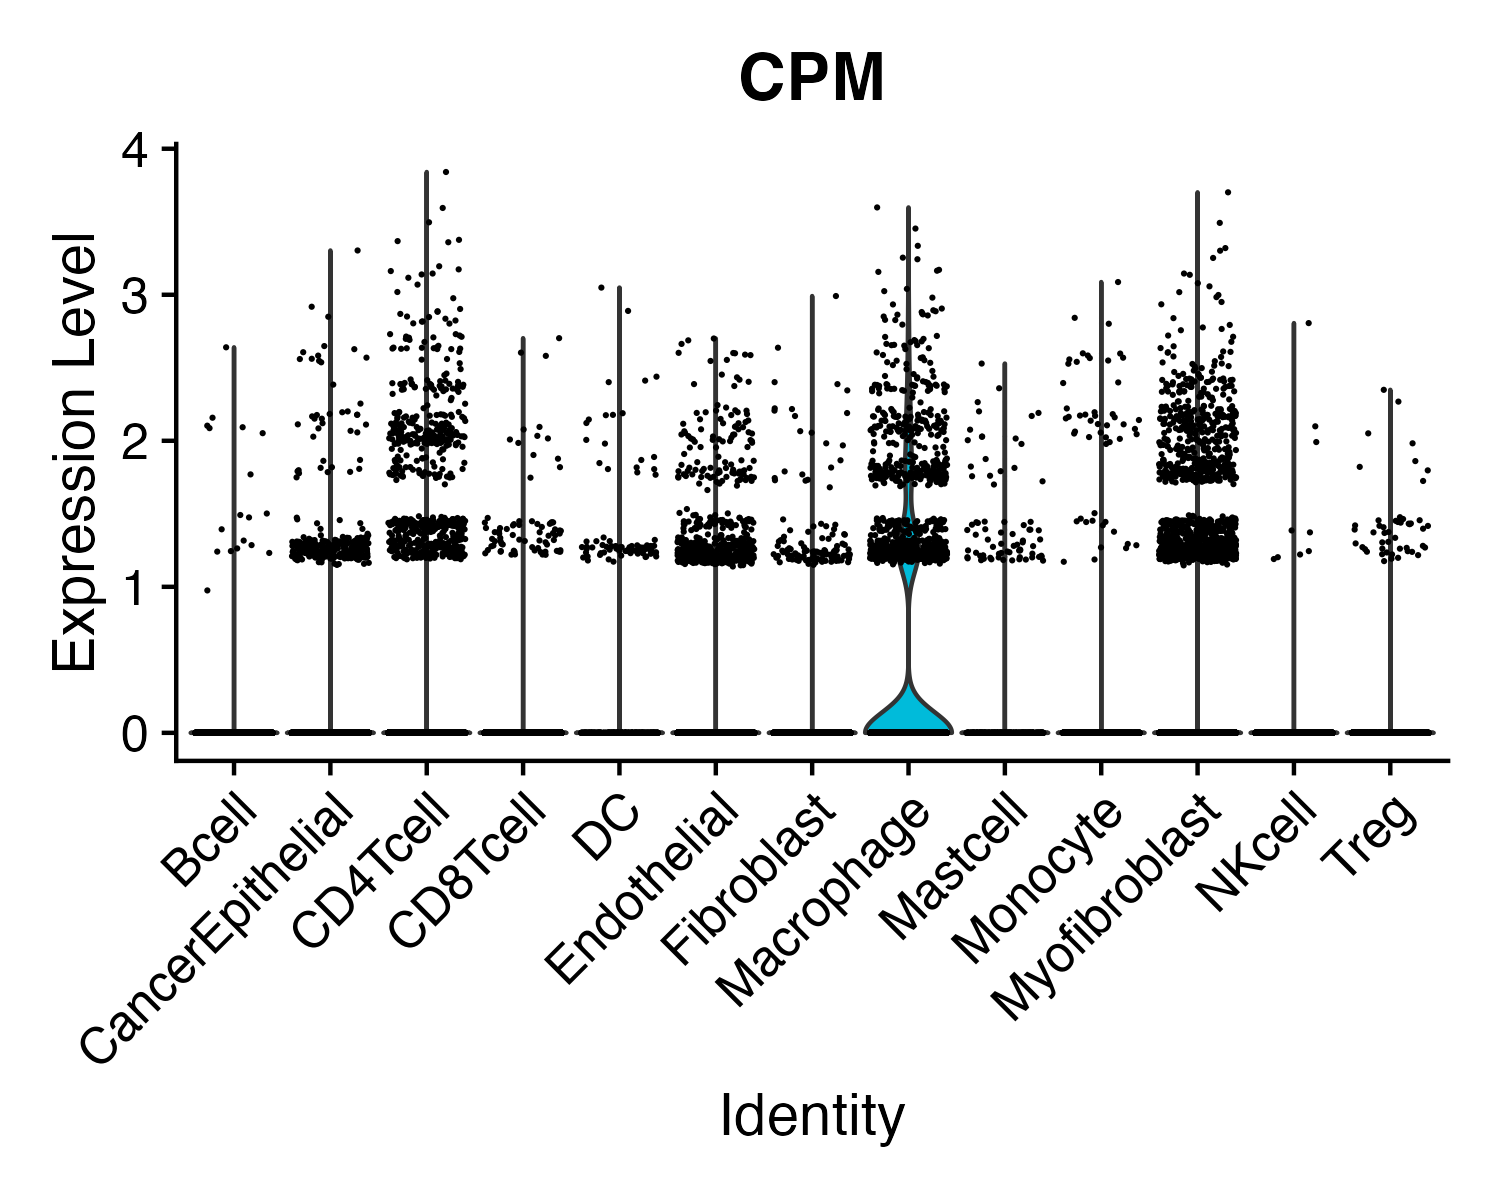 CPM
Expression Level
4
3
2
1
0
Bcell
CancerEpithelial
CD4Tcell
CD8Tcell
DC
Endothelial
Fibroblast
Macrophage
Mastcell
Monocyte
Myofibroblast
NKcell
Treg
Identity